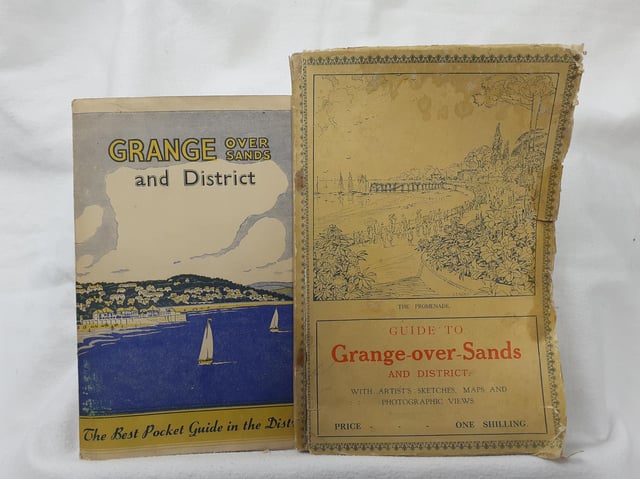 GRANGE OVER SANDS
and District
The Best Pocket Guide in the
THE PROMENADE.
GUIDE TO
Grange-over-Sands
AND DISTRICT.
WITH ARTIST'S SKETCHES, MAPS AND
PHOTOGRAPHIC VIEWS.
PRICE - - - ONE SHILLING.